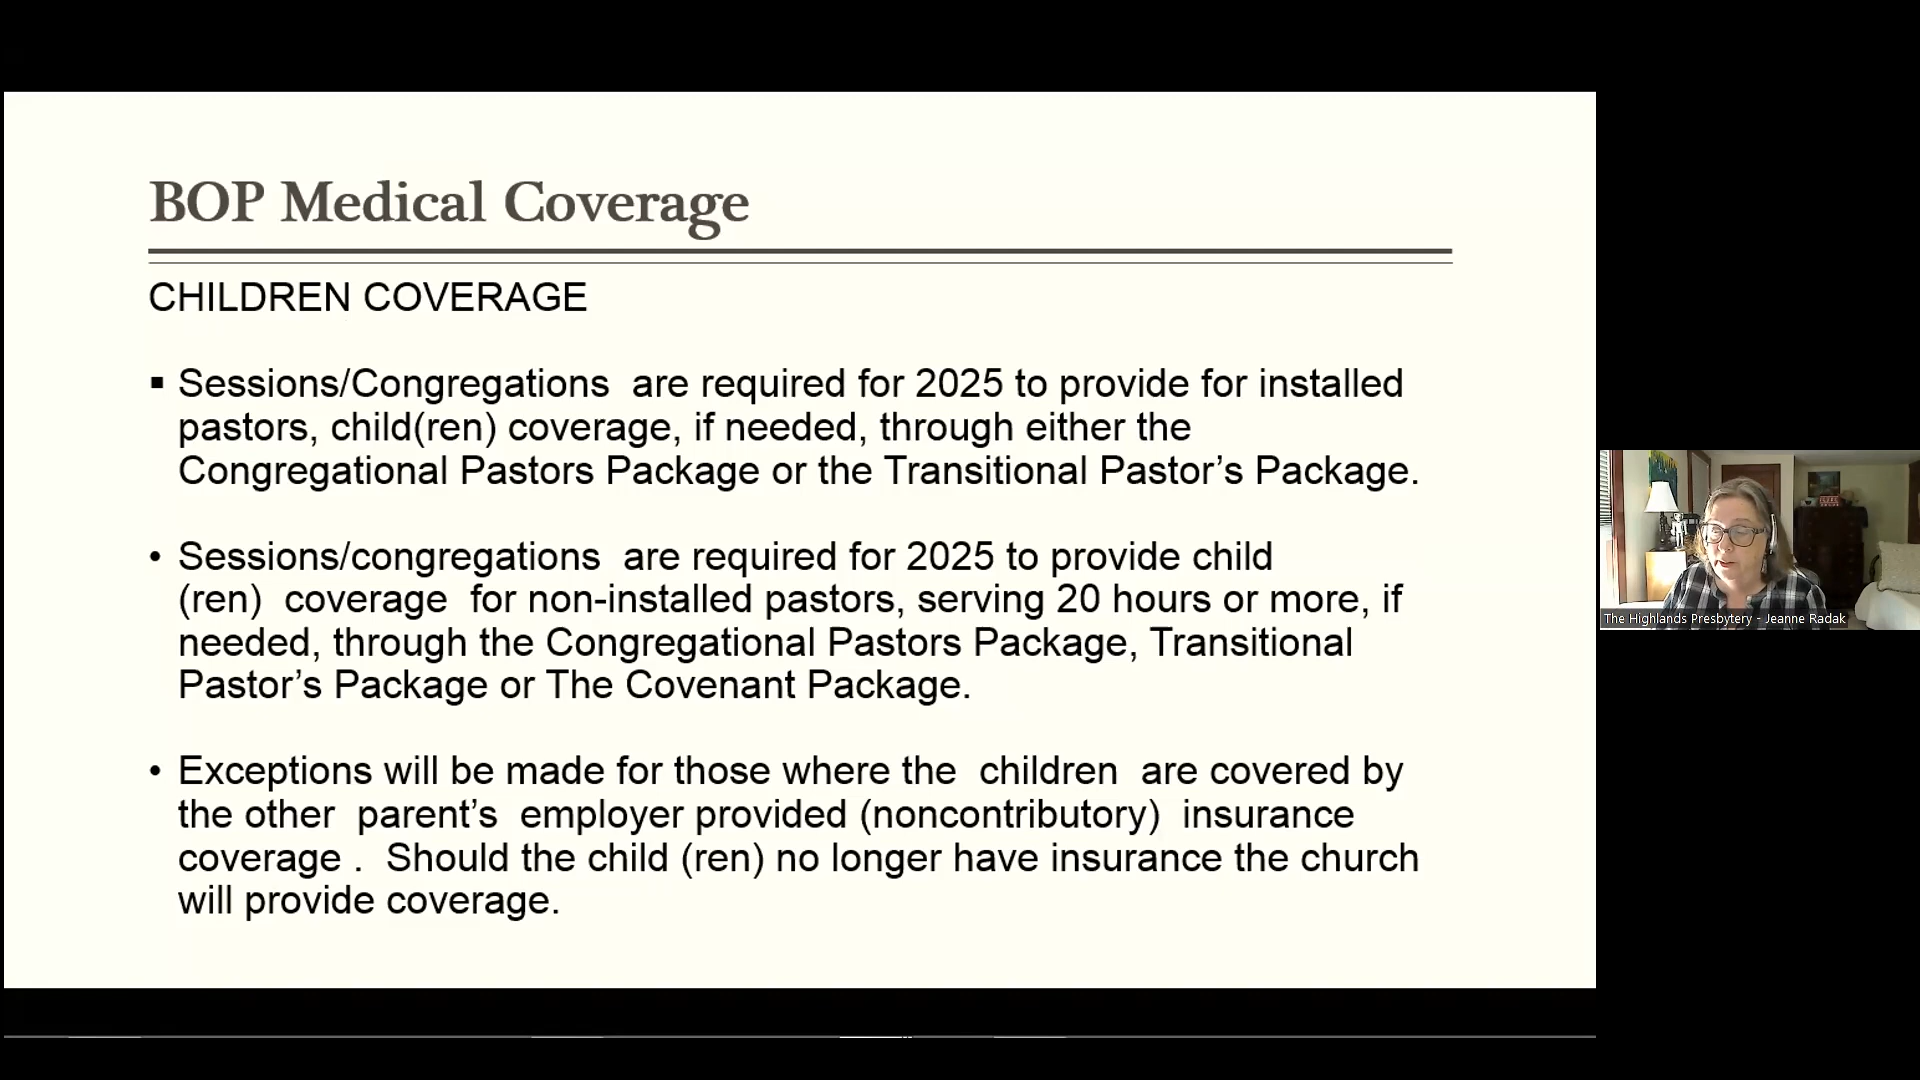 BOP Medical Coverage
CHILDREN COVERAGE
▪ Sessions/Congregations  are required for 2025 to provide for installed
pastors, child(ren) coverage, if needed, through either the
Congregational Pastors Package or the Transitional Pastor’s Package.
• Sessions/congregations  are required for 2025 to provide child
(ren)  coverage  for non-installed pastors, serving 20 hours or more, if
needed, through the Congregational Pastors Package, Transitional
Pastor’s Package or The Covenant Package.
• Exceptions will be made for those where the  children  are covered by
the other  parent’s  employer provided (noncontributory)  insurance
coverage .  Should the child (ren) no longer have insurance the church
will provide coverage.
The Highlands Presbytery - Jeanne Radak